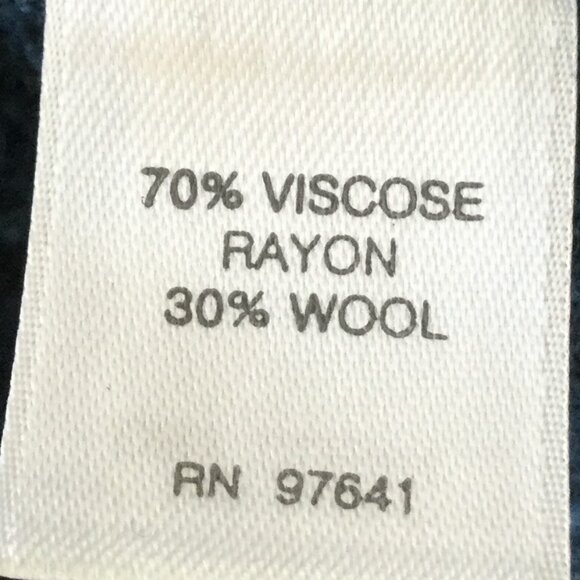 70% VISCOSE
RAYON
30% WOOL
RN 97641